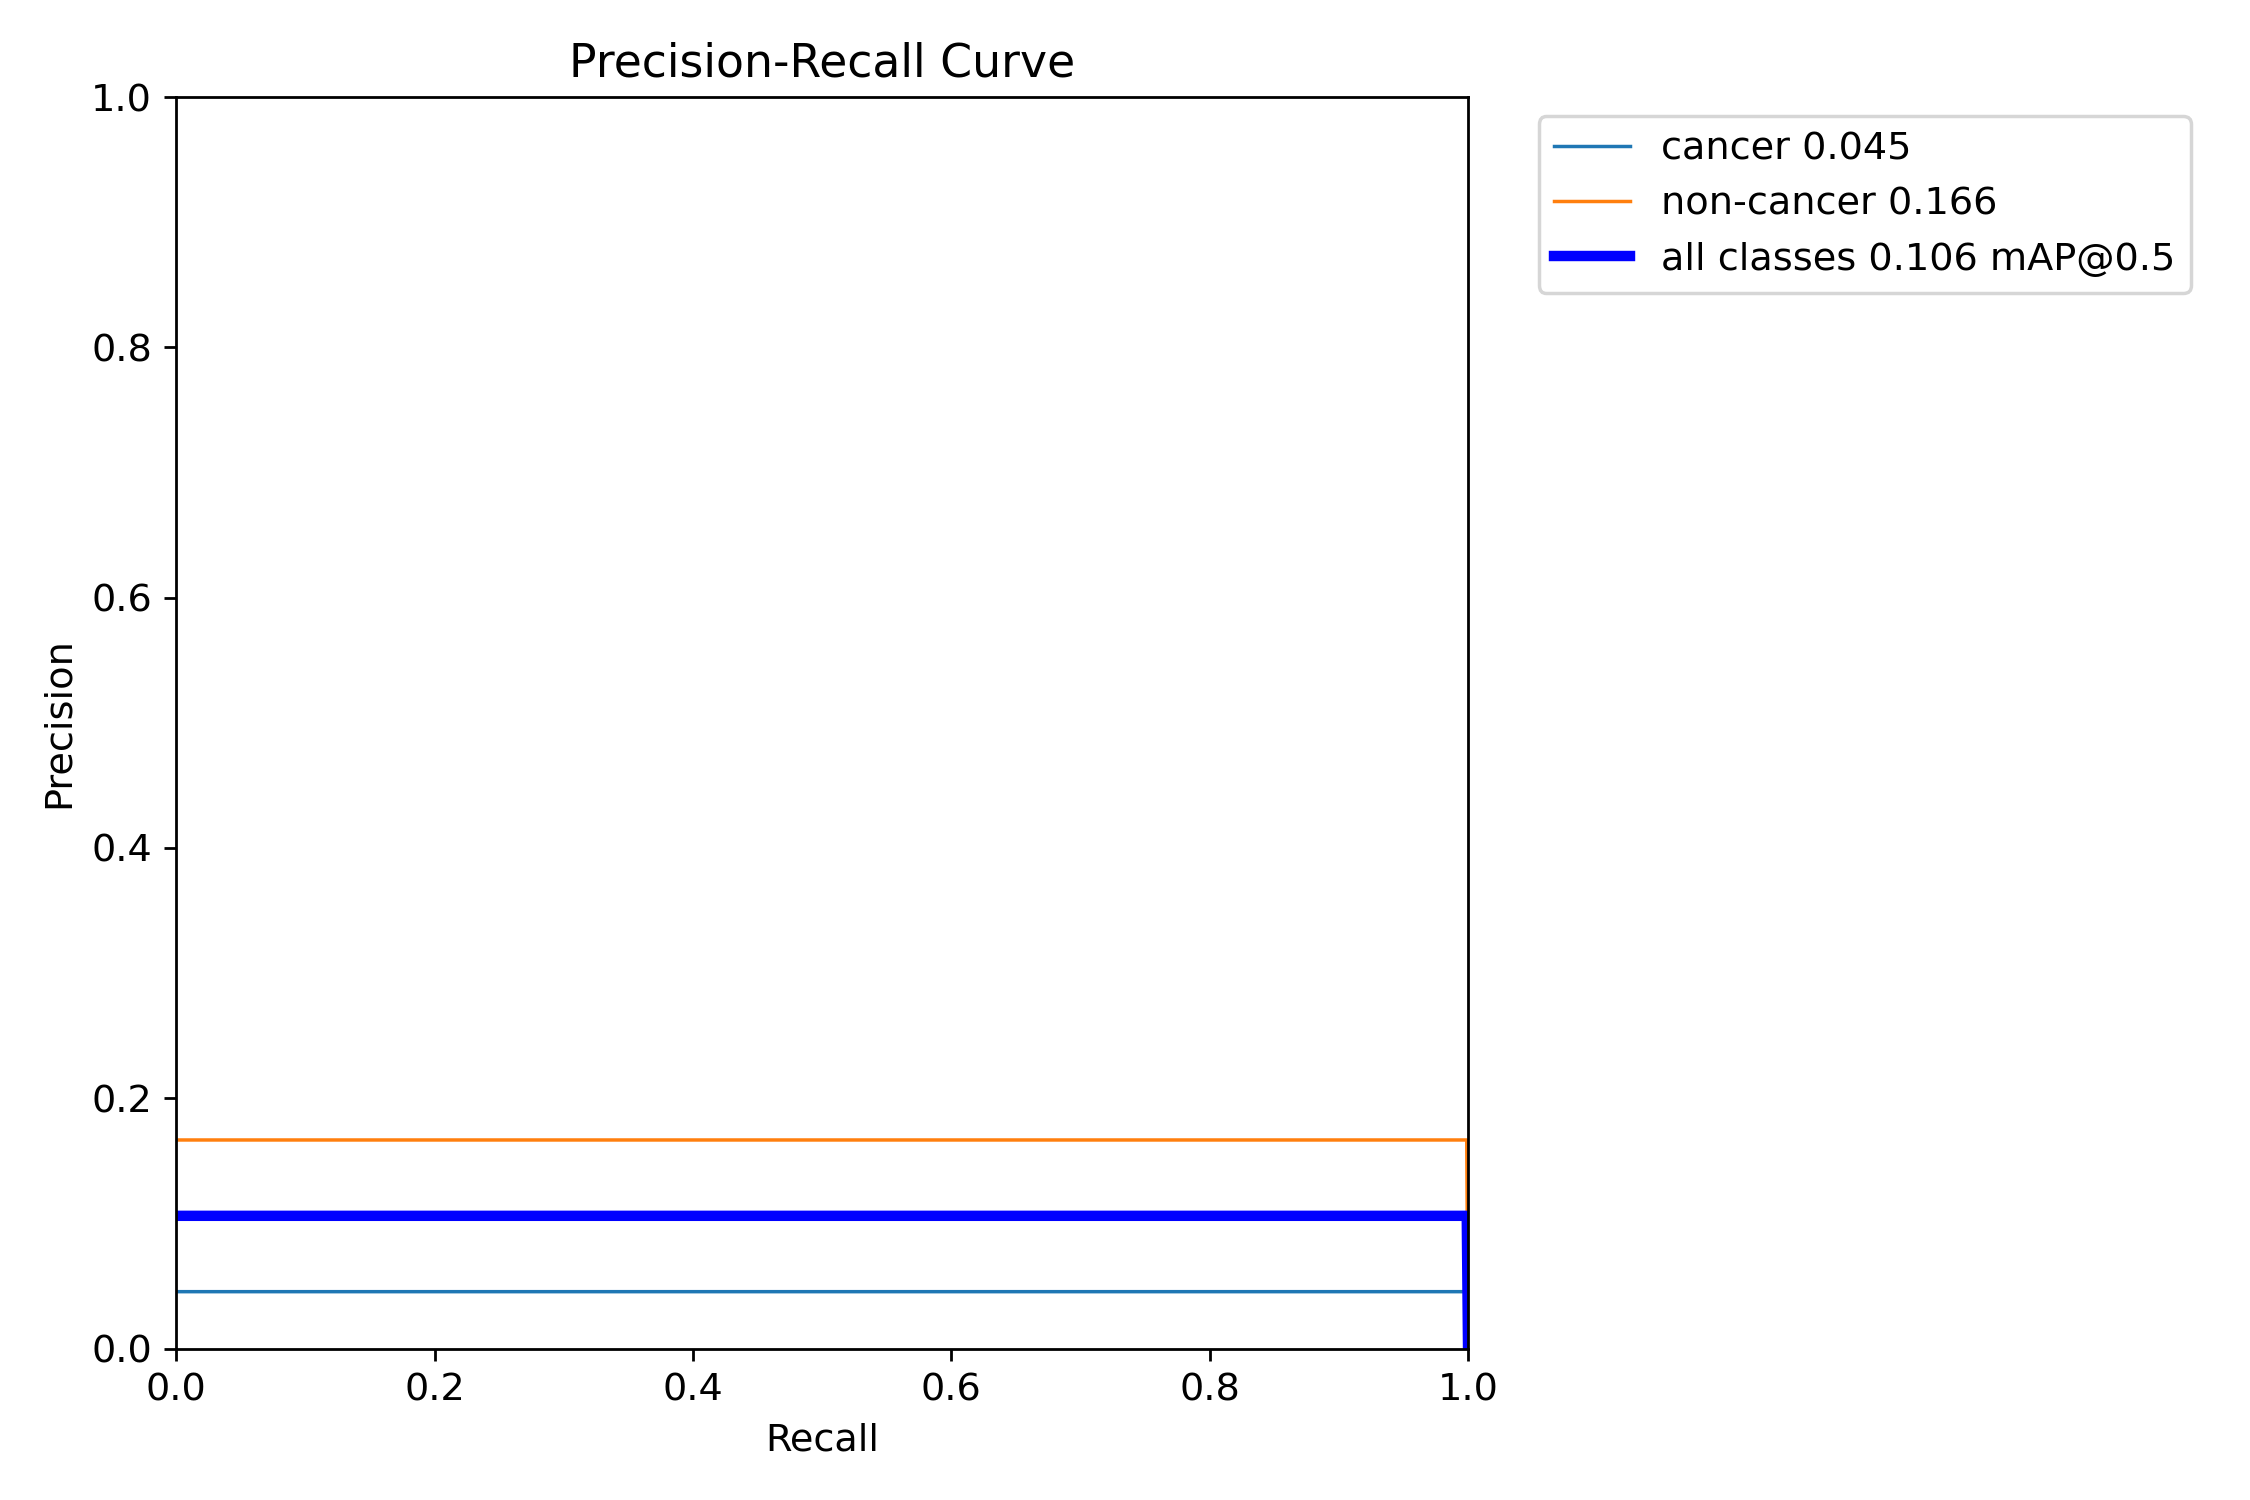 Precision-Recall Curve
1.0
0.8
0.6
0.4
0.2
0.0
Precision
0.0 0.2 0.4 0.6 0.8 1.0
Recall
cancer 0.045
non-cancer 0.166
all classes 0.106 mAP@0.5